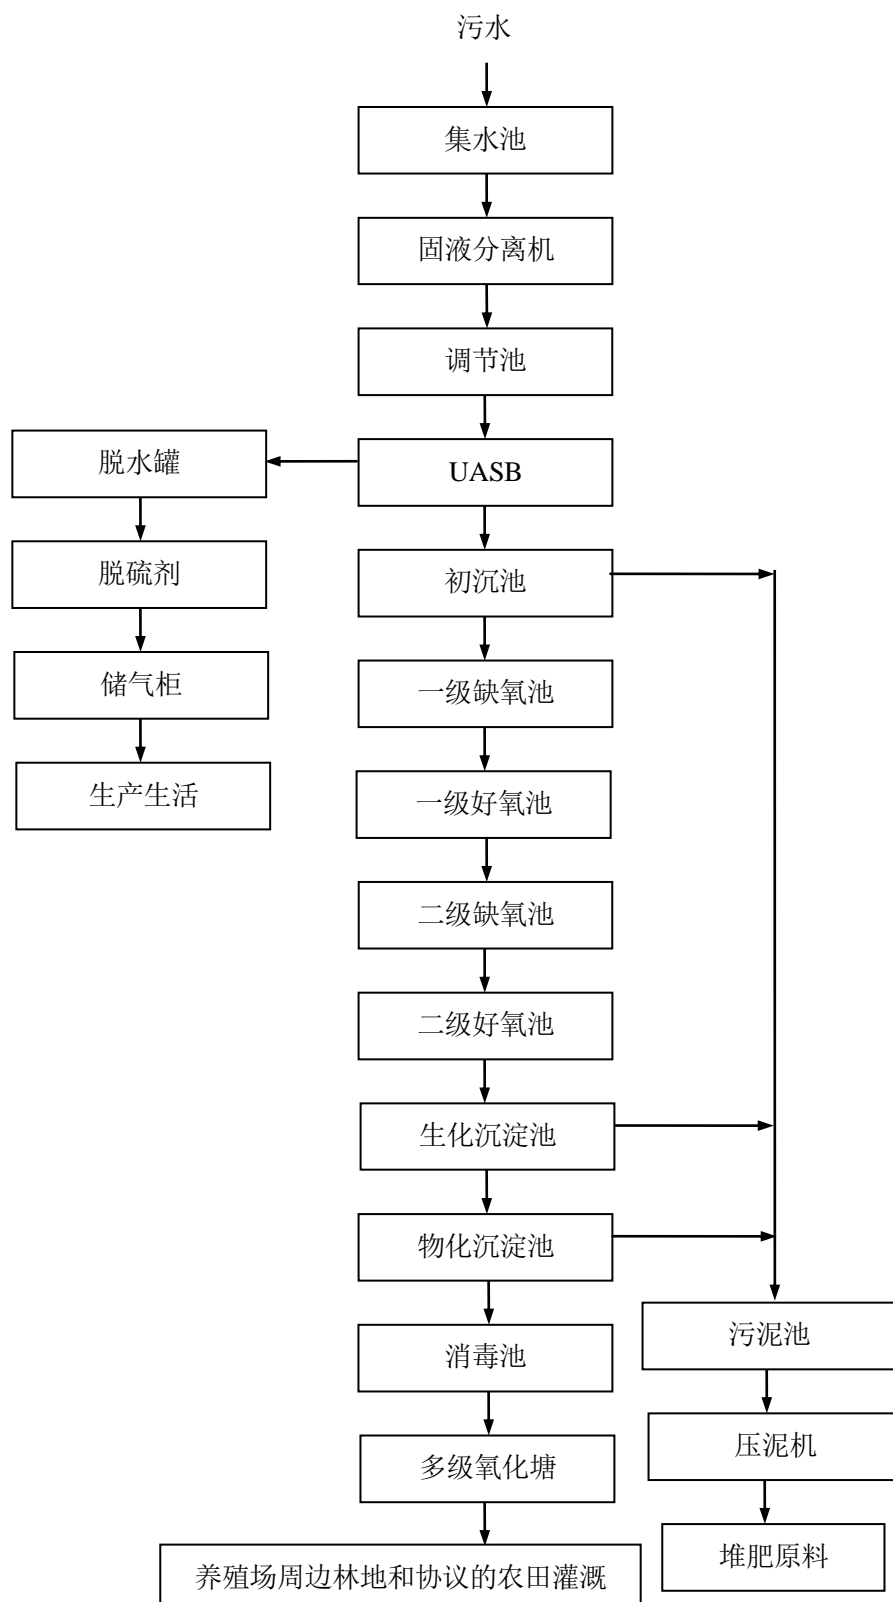 污水
集水池
固液分离机
调节池
脱水罐
UASB
脱硫剂
初沉池
储气柜
一级缺氧池
生产生活
一级好氧池
二级缺氧池
二级好氧池
生化沉淀池
物化沉淀池
污泥池
消毒池
压泥机
多级氧化塘
堆肥原料
养殖场周边林地和协议的农田灌溉